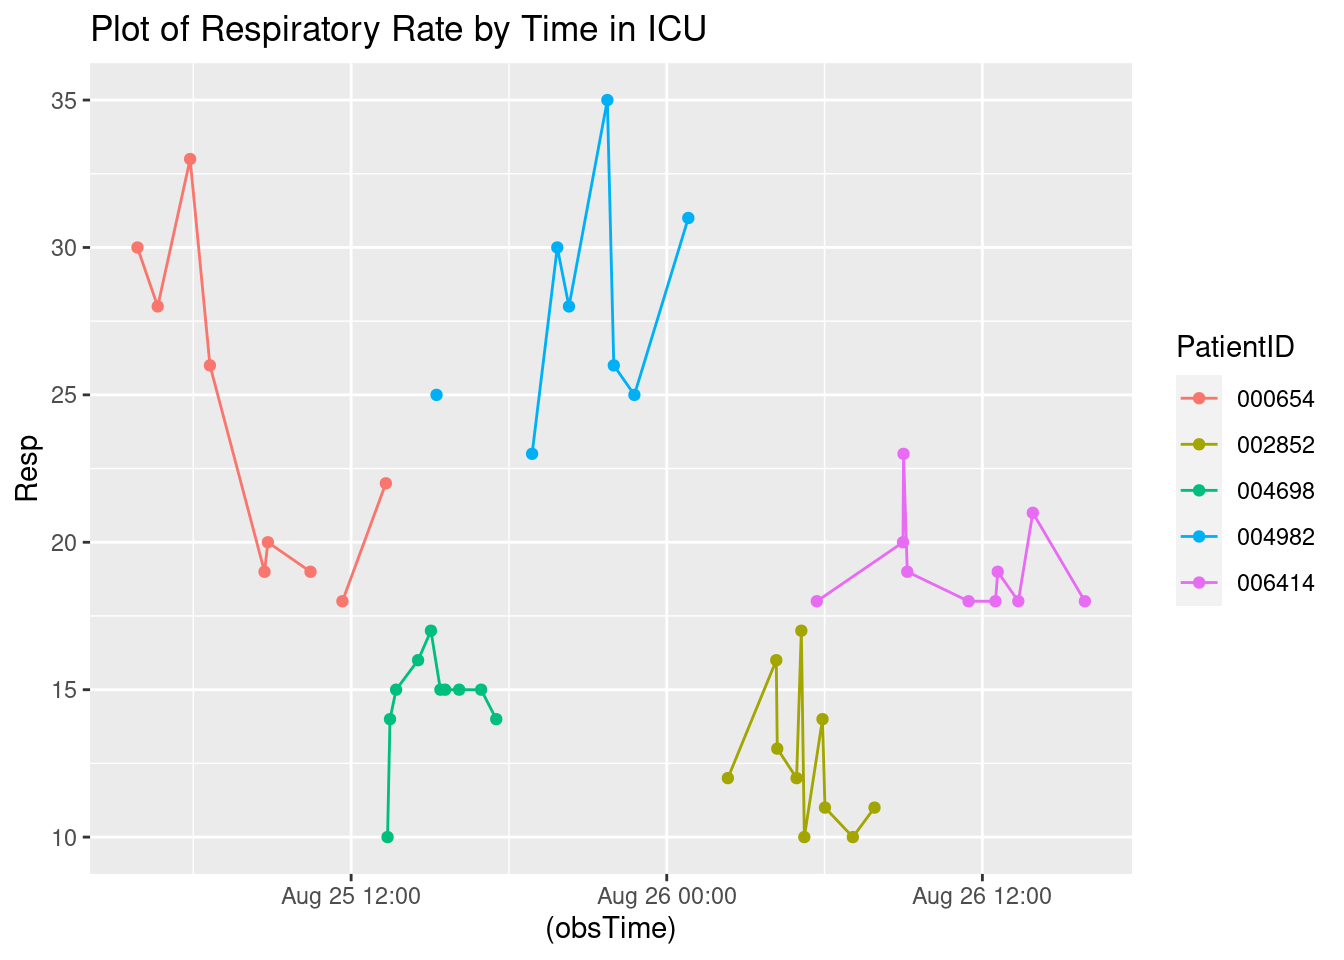 Plot of Respiratory Rate by Time in ICU
35
30
25
20
15
10
Resp
Aug 25 12:00
Aug 26 00:00
Aug 26 12:00
(obsTime)
PatientID
000654
002852
004698
004982
006414